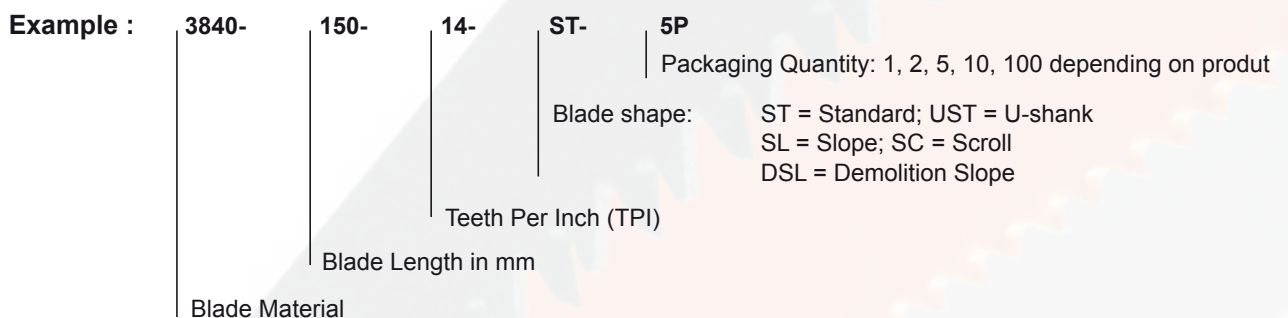 Example : 3840- 150- 14- ST- 5P
Packaging Quantity: 1, 2, 5, 10, 100 depending on produt
Blade shape: ST = Standard; UST = U-shank
SL = Slope; SC = Scroll
DSL = Demolition Slope
Teeth Per Inch (TPI)
Blade Length in mm
Blade Material